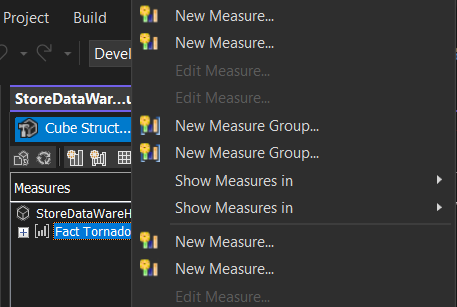 Project
Build
Develo
StoreDataWar...u
Cube Struct...
Measures
StoreDataWareH
Fact Tornado
New Measure...
New Measure...
Edit Measure...
Edit Measure...
New Measure Group...
New Measure Group...
Show Measures in
Show Measures in
New Measure...
New Measure...
Edit Measure...